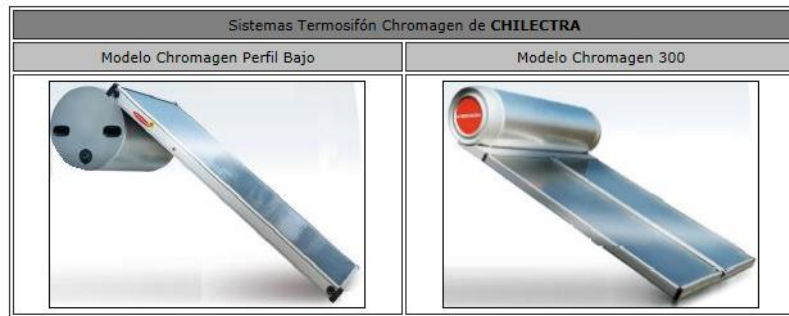 Sistemas Termosifón Chromagen de CHILECTRA
Modelo Chromagen Perfil Bajo
Modelo Chromagen 300